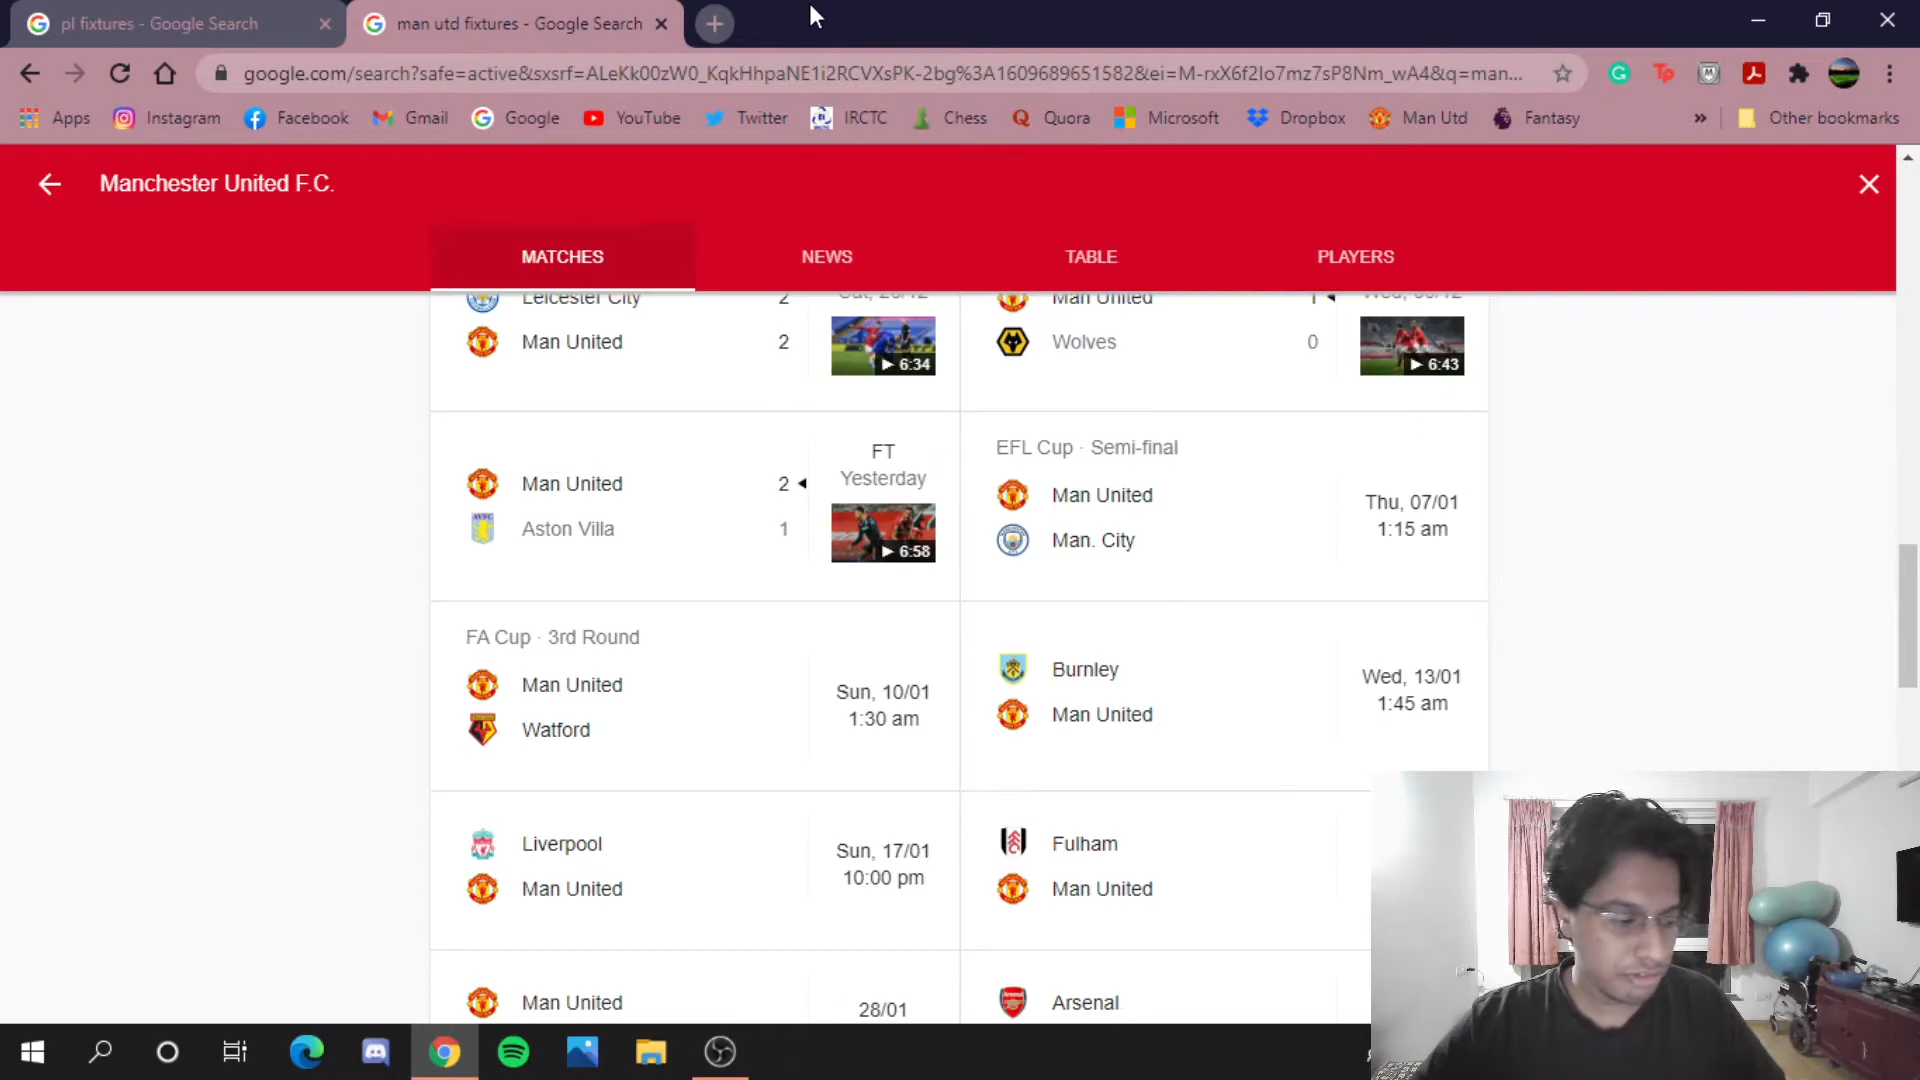 pl fixtures - Google Search
man utd fixtures - Google Search
google.com/search?safe=active&sxsrf=ALeKk00zW0_KqkHhpaNE1i2RCVXsPK-2bg%3A1609689651582&ei=M-rxX6f2Io7mz7sP8Nm_wA4&q=man...
Apps Instagram Facebook Gmail Google YouTube Twitter IRCTC Chess Quora Microsoft Dropbox Man Utd Fantasy » Other bookmarks
Manchester United F.C.
MATCHES NEWS TABLE PLAYERS
Leicester City 2
Man United 2
6:34
Man United 1
Wolves 0
6:43
Man United 2
Aston Villa 1
FT
Yesterday
6:58
EFL Cup · Semi-final
Man United
Man. City
Thu, 07/01
1:15 am
FA Cup · 3rd Round
Man United
Watford
Sun, 10/01
1:30 am
Burnley
Man United
Wed, 13/01
1:45 am
Liverpool
Man United
Sun, 17/01
10:00 pm
Fulham
Man United
Man United
28/01
Arsenal